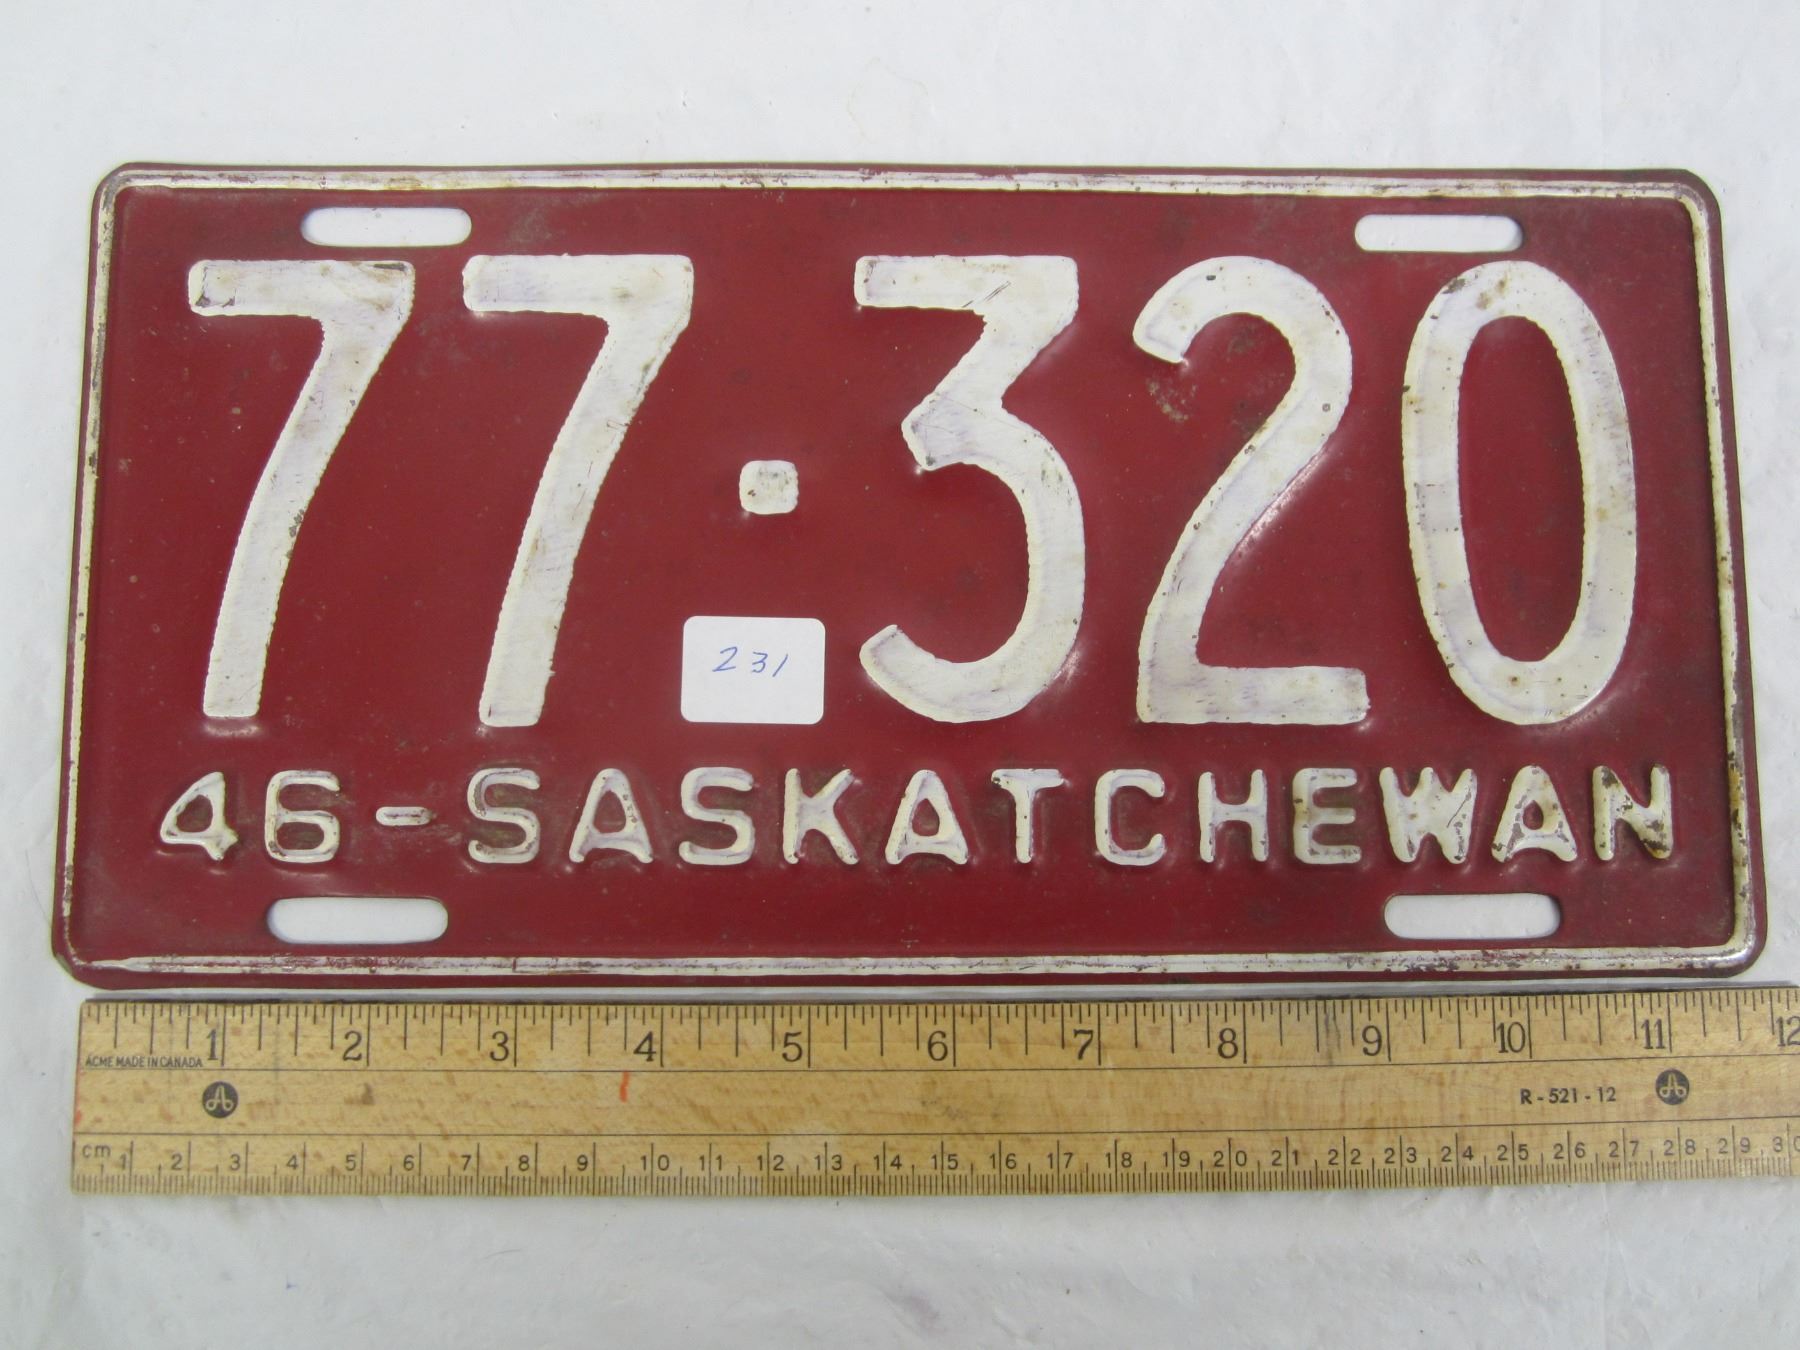 77·320
231
46-SASKATCHEWAN
1 2 3 4 5 6 7 8 9 10 11 12
ACME MADE IN CANADA
R-521-12
cm 1 2 3 4 5 6 7 8 9 10 11 12 13 14 15 16 17 18 19 20 21 22 23 24 25 26 27 28 29 30